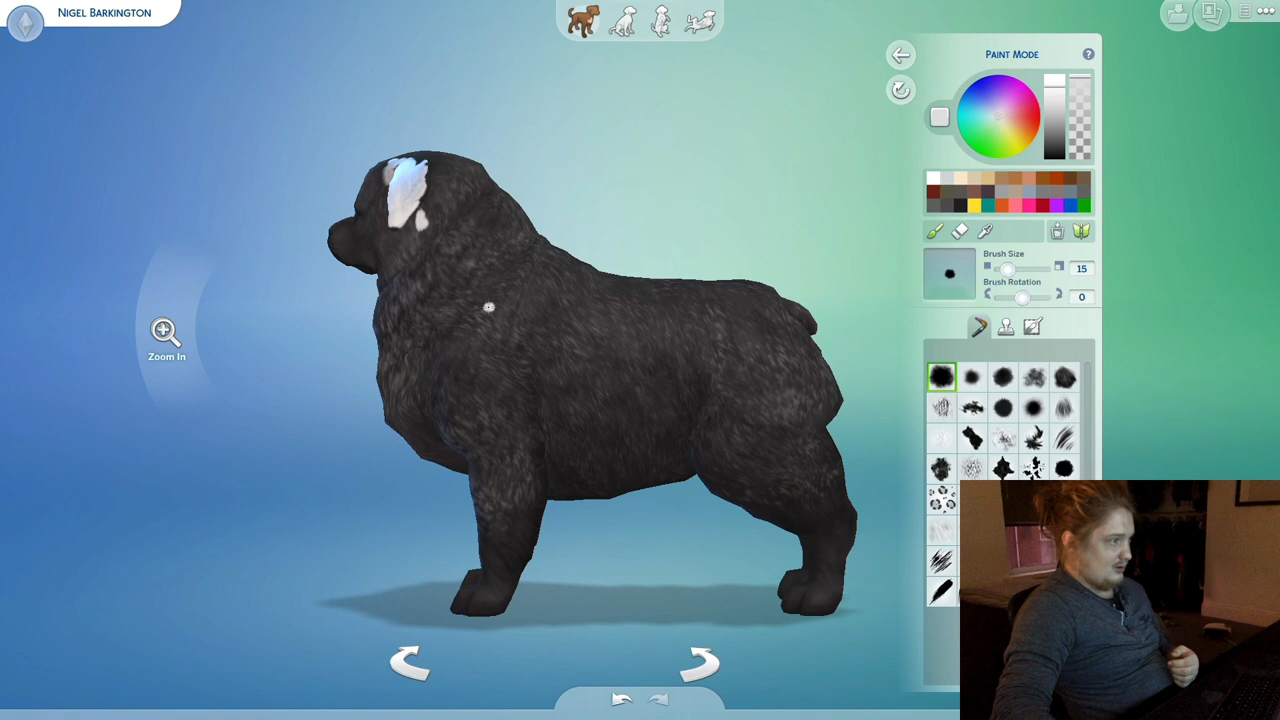 NIGEL BARKINGTON
PAINT MODE
?
Brush Size
15
Brush Rotation
0
Zoom In